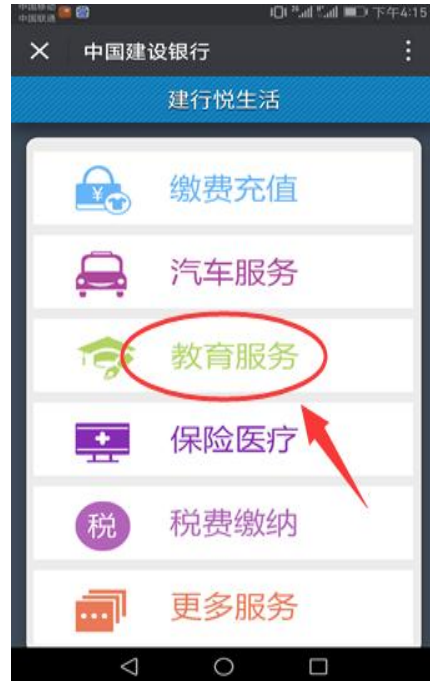 中国移动
中国联通
下午4:15
中国建设银行
建行悦生活
¥
缴费充值
汽车服务
教育服务
保险医疗
税
税费缴纳
更多服务